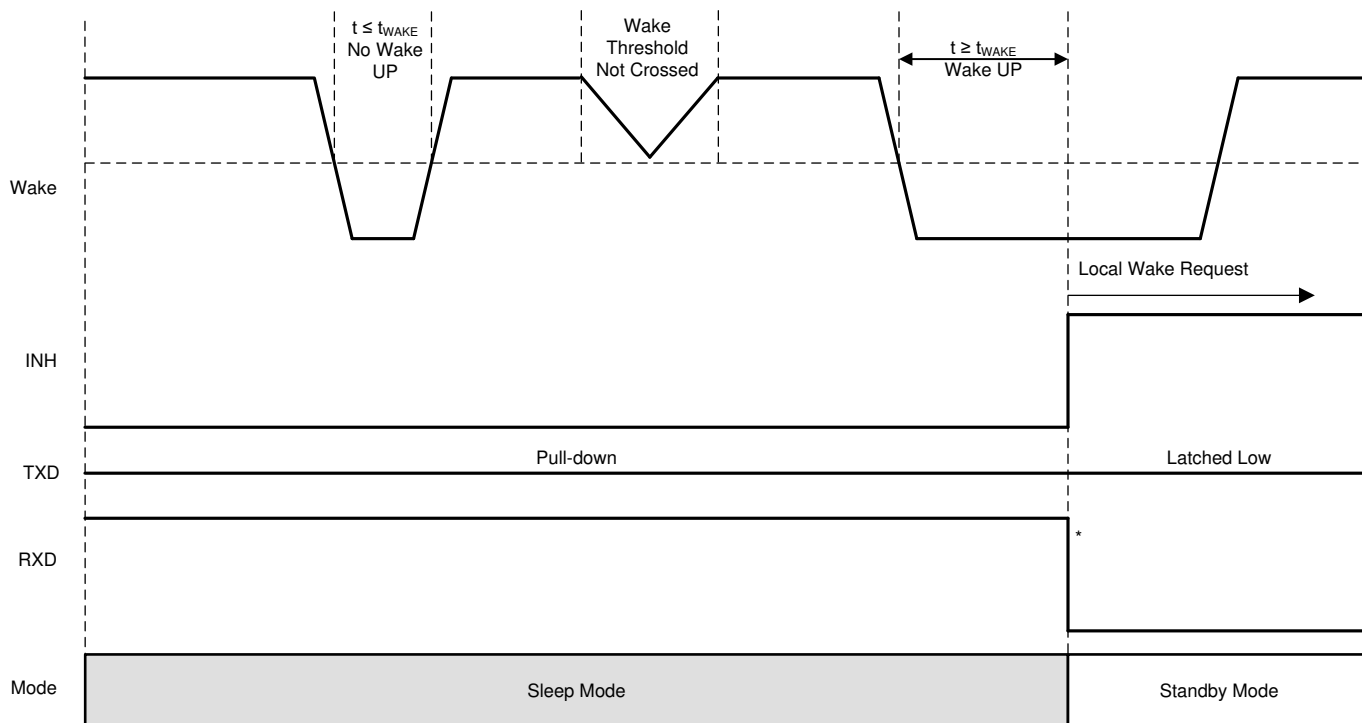 t ≤ tWAKE
No Wake
UP
Wake
Threshold
Not Crossed
t ≥ tWAKE
Wake UP
Wake
Local Wake Request
INH
TXD
Pull-down
Latched Low
RXD
*
Mode
Sleep Mode
Standby Mode